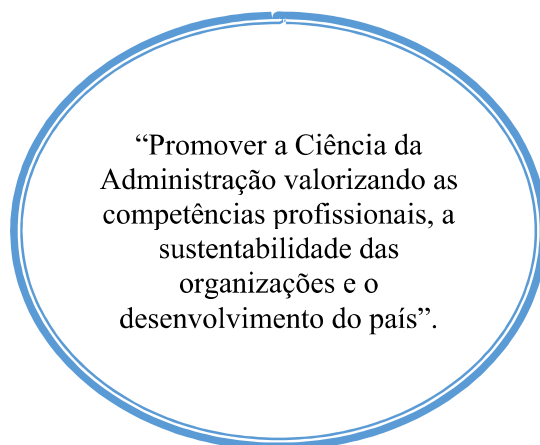 “Promover a Ciência da
Administração valorizando as
competências profissionais, a
sustentabilidade das
organizações e o
desenvolvimento do país”.